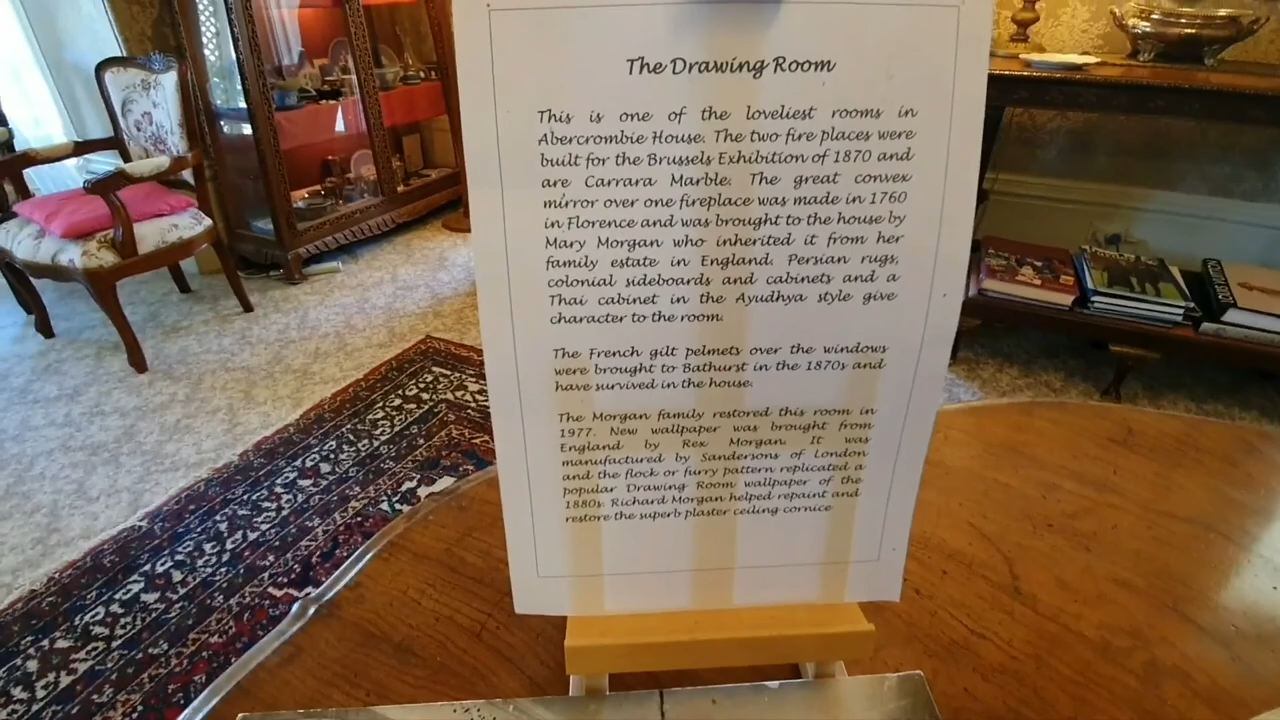 The Drawing Room
This is one of the loveliest rooms in
Abercrombie House. The two fire places were
built for the Brussels Exhibition of 1870 and
are Carrara Marble. The great convex
mirror over one fireplace was made in 1760
in Florence and was brought to the house by
Mary Morgan who inherited it from her
family estate in England. Persian rugs,
colonial sideboards and cabinets and a
Thai cabinet in the Ayudhya style give
character to the room.
The French gilt pelmets over the windows
were brought to Bathurst in the 1870s and
have survived in the house.
The Morgan family restored this room in
1977. New wallpaper was brought from
England by Rex Morgan. It was
manufactured by Sandersons of London
and the flock or furry pattern replicated a
popular Drawing Room wallpaper of the
1880s. Richard Morgan helped repaint and
restore the superb plaster ceiling cornice
LOUIS VUITTON